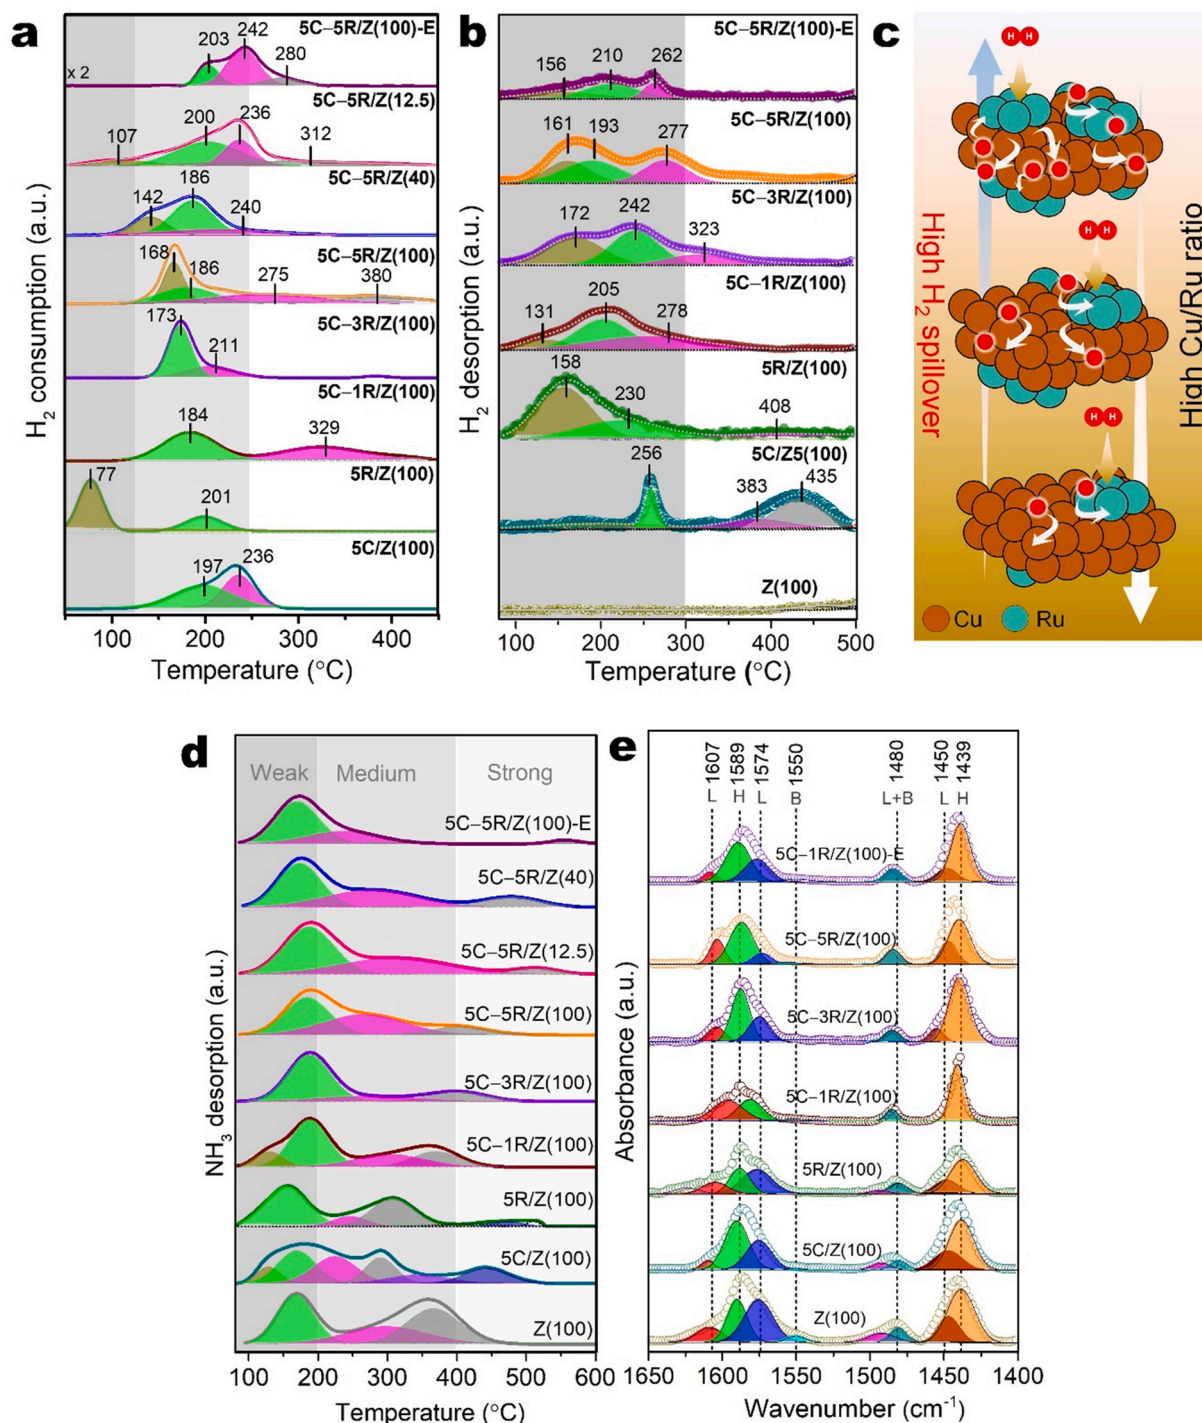 a
H2 consumption (a.u.)
5C–5R/Z(100)-E
203
242
280
x 2
5C–5R/Z(12.5)
107
200
236
312
5C–5R/Z(40)
142
186
240
5C–5R/Z(100)
168
186
275
380
5C–3R/Z(100)
173
211
5C–1R/Z(100)
184
329
5R/Z(100)
77
201
5C/Z(100)
197
236
100 200 300 400
Temperature (°C)
b
H2 desorption (a.u.)
5C–5R/Z(100)-E
156
210
262
5C–5R/Z(100)
161
193
277
5C–3R/Z(100)
172
242
323
5C–1R/Z(100)
131
205
278
5R/Z(100)
158
230
408
5C/Z5(100)
256
383
435
Z(100)
100 200 300 400 500
Temperature (°C)
c
H H
High H2 spillover
H H
High Cu/Ru ratio
H H
Cu Ru
d
NH3 desorption (a.u.)
Weak Medium Strong
5C–5R/Z(100)-E
5C–5R/Z(40)
5C–5R/Z(12.5)
5C–5R/Z(100)
5C–3R/Z(100)
5C–1R/Z(100)
5R/Z(100)
5C/Z(100)
Z(100)
100 200 300 400 500 600
Temperature (°C)
e
Absorbance (a.u.)
1607 1589 1574 1550 1480 1450 1439
L H L B L+B L H
5C–1R/Z(100)-E
5C–5R/Z(100)
5C–3R/Z(100)
5C–1R/Z(100)
5R/Z(100)
5C/Z(100)
Z(100)
1650 1600 1550 1500 1450 1400
Wavenumber (cm-1)